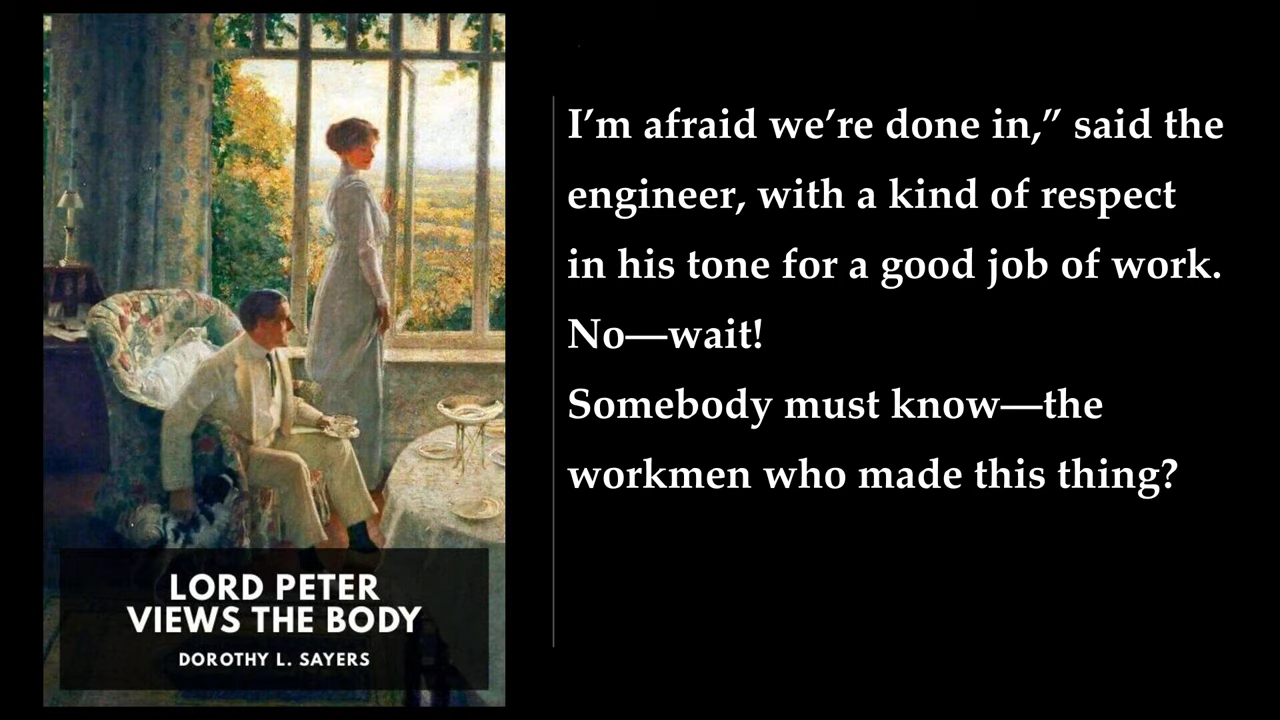 I’m afraid we’re done in,” said the
engineer, with a kind of respect
in his tone for a good job of work.
No—wait!
Somebody must know—the
workmen who made this thing?
LORD PETER
VIEWS THE BODY
DOROTHY L. SAYERS